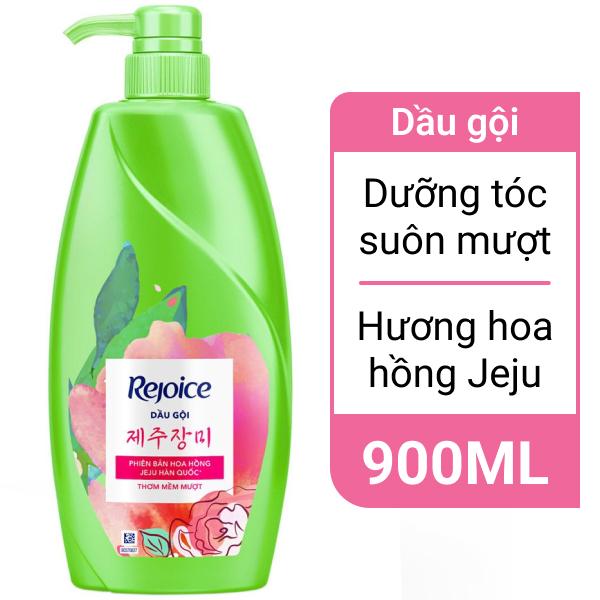 Rejoice
DẦU GỘI
제주장미
PHIÊN BẢN HOA HỒNG
JEJU HÀN QUỐC*
THƠM MỀM MƯỢT
Dầu gội
Dưỡng tóc
suôn mượt
Hương hoa
hồng Jeju
900ML